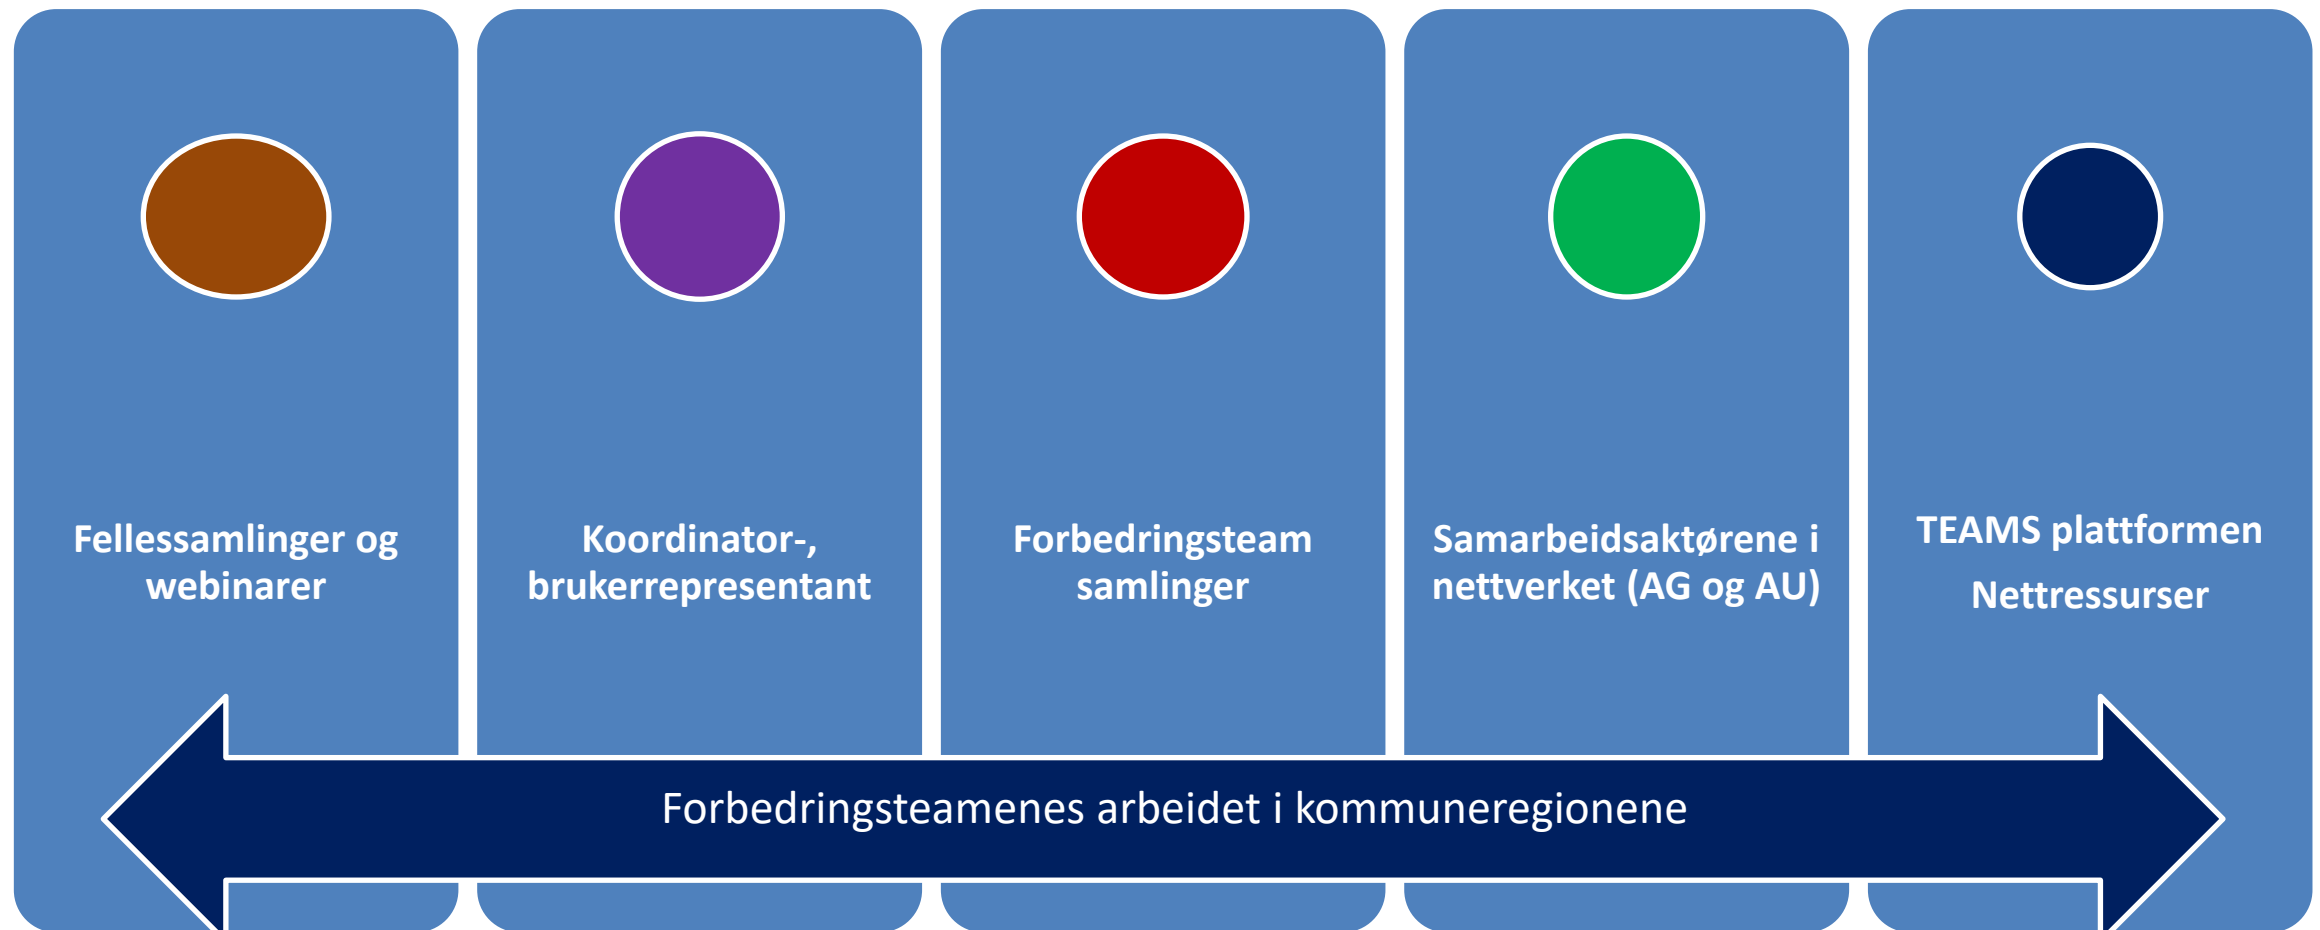 Fellessamlinger og
webinarer
Koordinator-,
brukerrepresentant
Forbedringsteam
samlinger
Samarbeidsaktørene i
nettverket (AG og AU)
TEAMS plattformen
Nettressurser
Forbedringsteamenes arbeidet i kommuneregionene